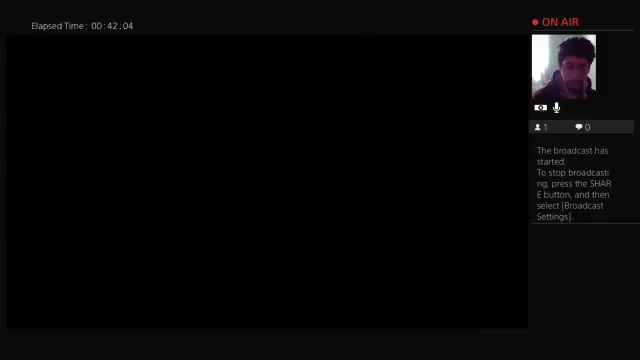 Elapsed Time : 00:42:04
ON AIR
1 0
The broadcast has
started.
To stop broadcasti
ng, press the SHAR
E button, and then
select [Broadcast
Settings].